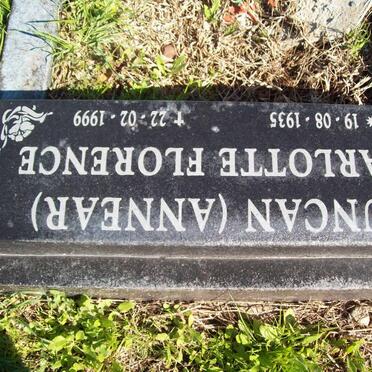 UNCAN (ANNEAR)
ARLOTTE FLORENCE
* 19 · 08 · 1935 † 22 · 02 · 1999